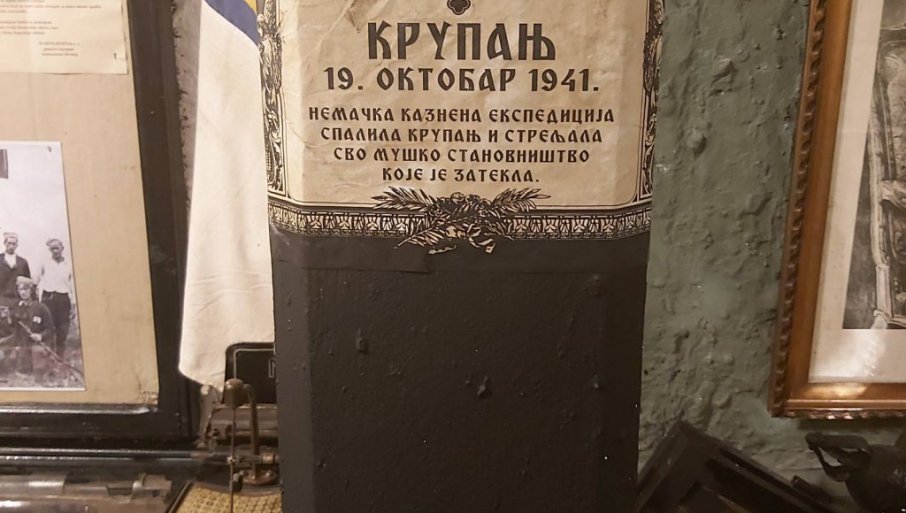 КРУПАЊ
19. ОКТОБАР 1941.
НЕМАЧКА КАЗНЕНА ЕКСПЕДИЦИЈА
СПАЛИЛА КРУПАЊ И СТРЕЉАЛА
СВО МУШКО СТАНОВНИШТВО
КОЈЕ ЈЕ ЗАТЕКЛА.